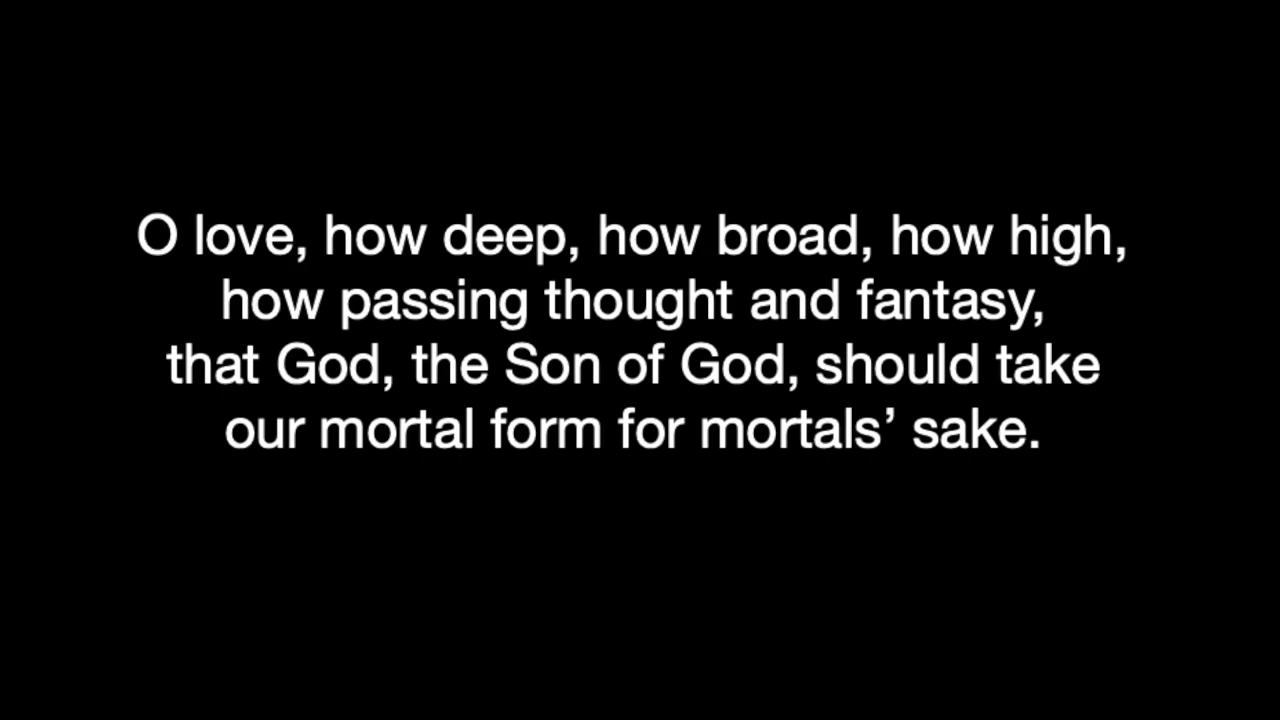 O love, how deep, how broad, how high,
how passing thought and fantasy,
that God, the Son of God, should take
our mortal form for mortals’ sake.